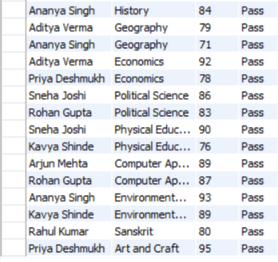 Ananya Singh History 84 Pass
Aditya Verma Geography 79 Pass
Ananya Singh Geography 71 Pass
Aditya Verma Economics 92 Pass
Priya Deshmukh Economics 78 Pass
Sneha Joshi Political Science 86 Pass
Rohan Gupta Political Science 83 Pass
Sneha Joshi Physical Educ... 90 Pass
Kavya Shinde Physical Educ... 76 Pass
Arjun Mehta Computer Ap... 89 Pass
Rohan Gupta Computer Ap... 87 Pass
Ananya Singh Environment... 93 Pass
Kavya Shinde Environment... 89 Pass
Rahul Kumar Sanskrit 80 Pass
Priya Deshmukh Art and Craft 95 Pass